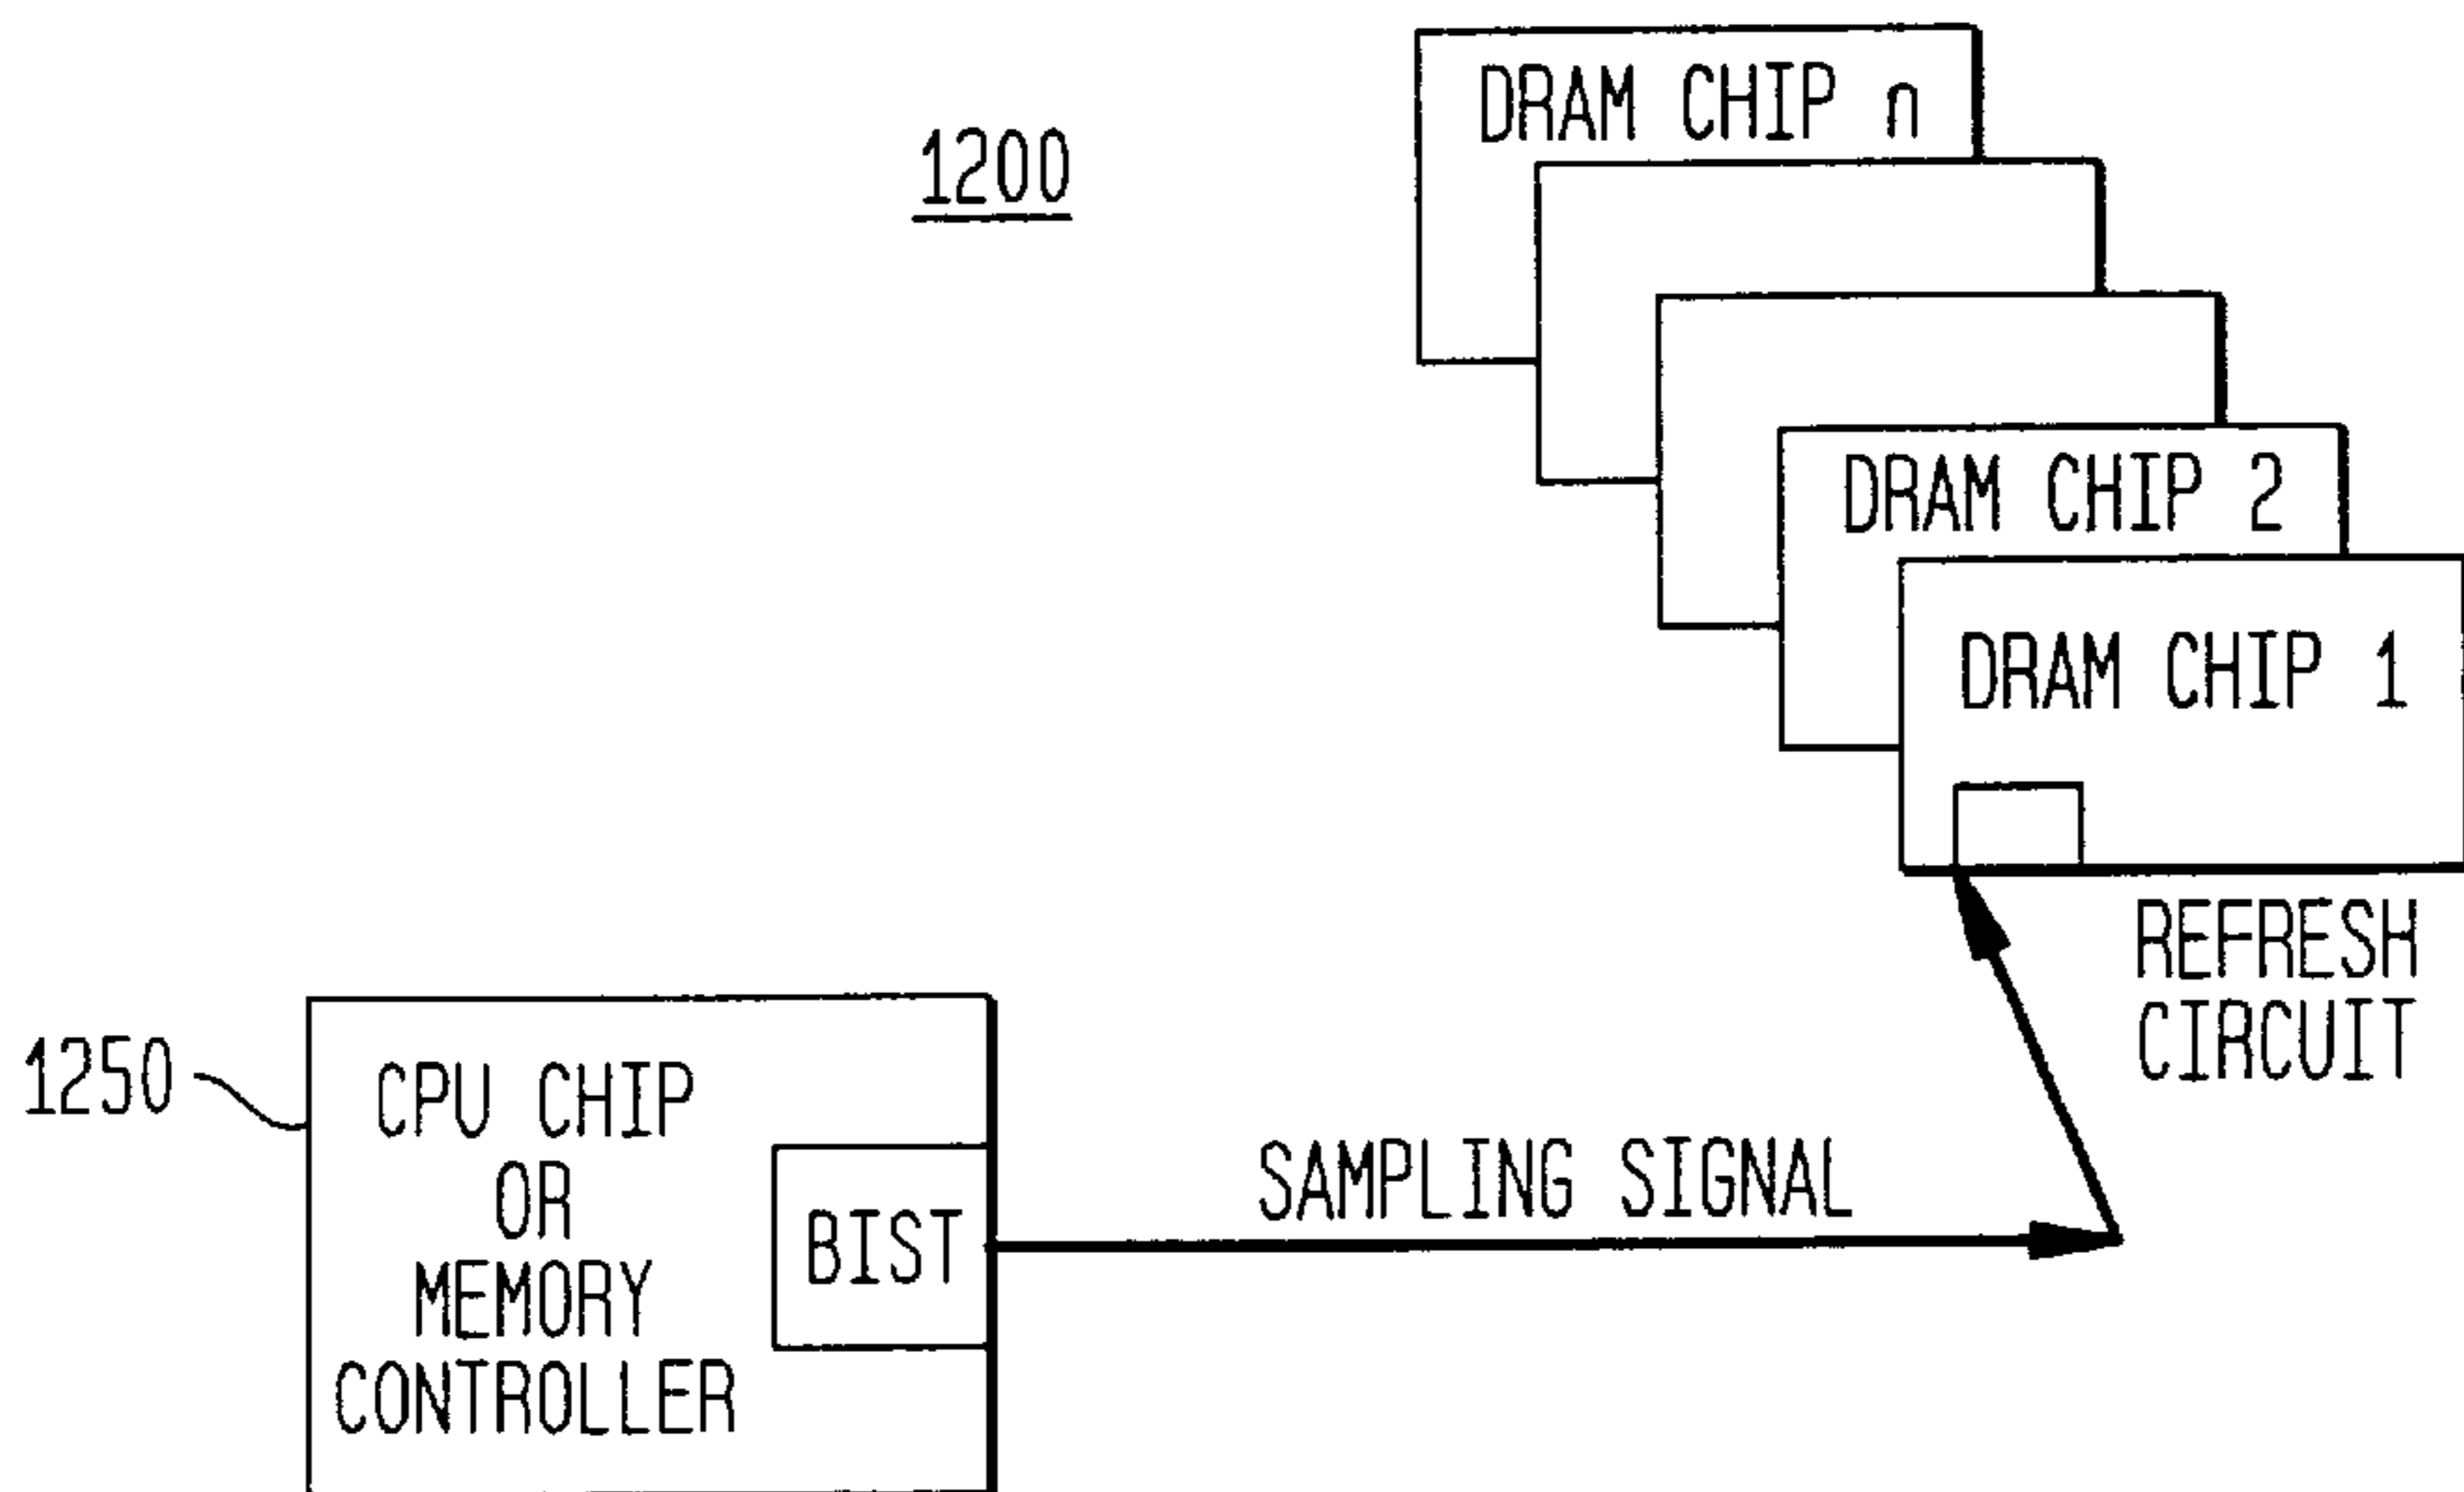 DRAM CHIP n
1200
DRAM CHIP 2
DRAM CHIP 1
REFRESH
CIRCUIT
1250
CPU CHIP
OR
MEMORY
CONTROLLER
BIST
SAMPLING SIGNAL